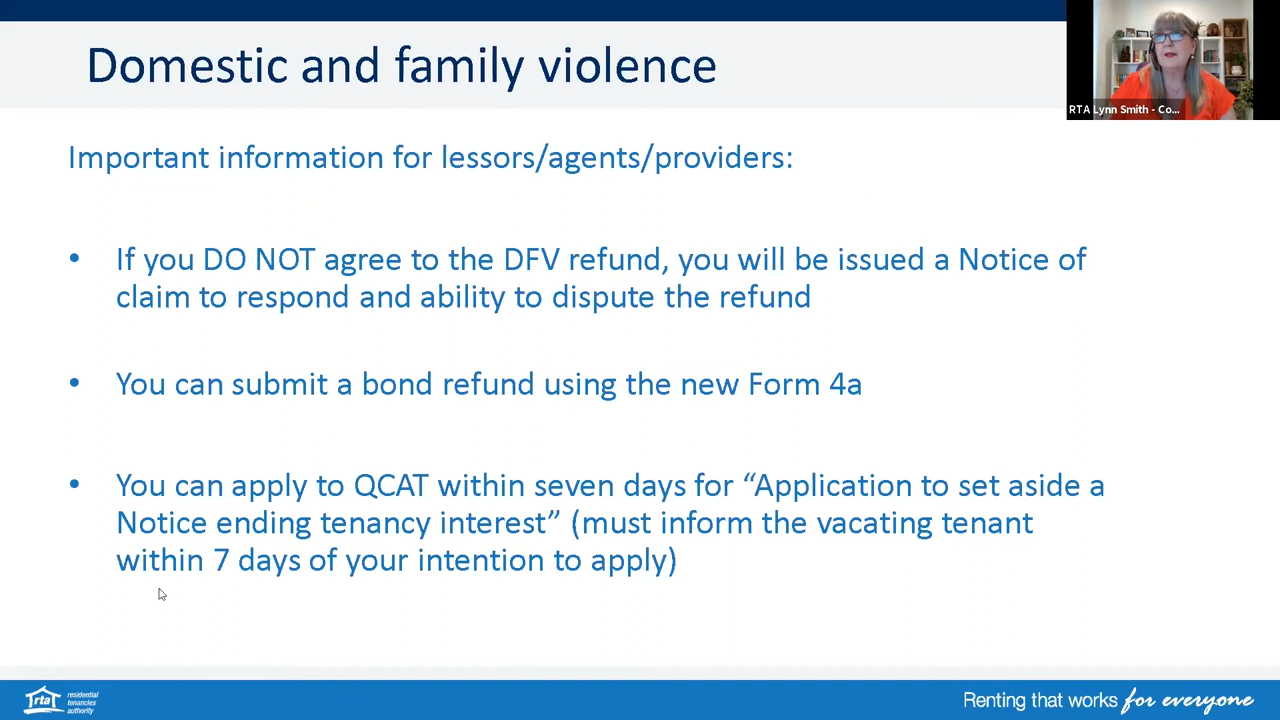 Domestic and family violence
RTA Lynn Smith - Co...
Important information for lessors/agents/providers:
• If you DO NOT agree to the DFV refund, you will be issued a Notice of
claim to respond and ability to dispute the refund
• You can submit a bond refund using the new Form 4a
• You can apply to QCAT within seven days for “Application to set aside a
Notice ending tenancy interest” (must inform the vacating tenant
within 7 days of your intention to apply)
rta
residential
tenancies
authority
Renting that works for everyone